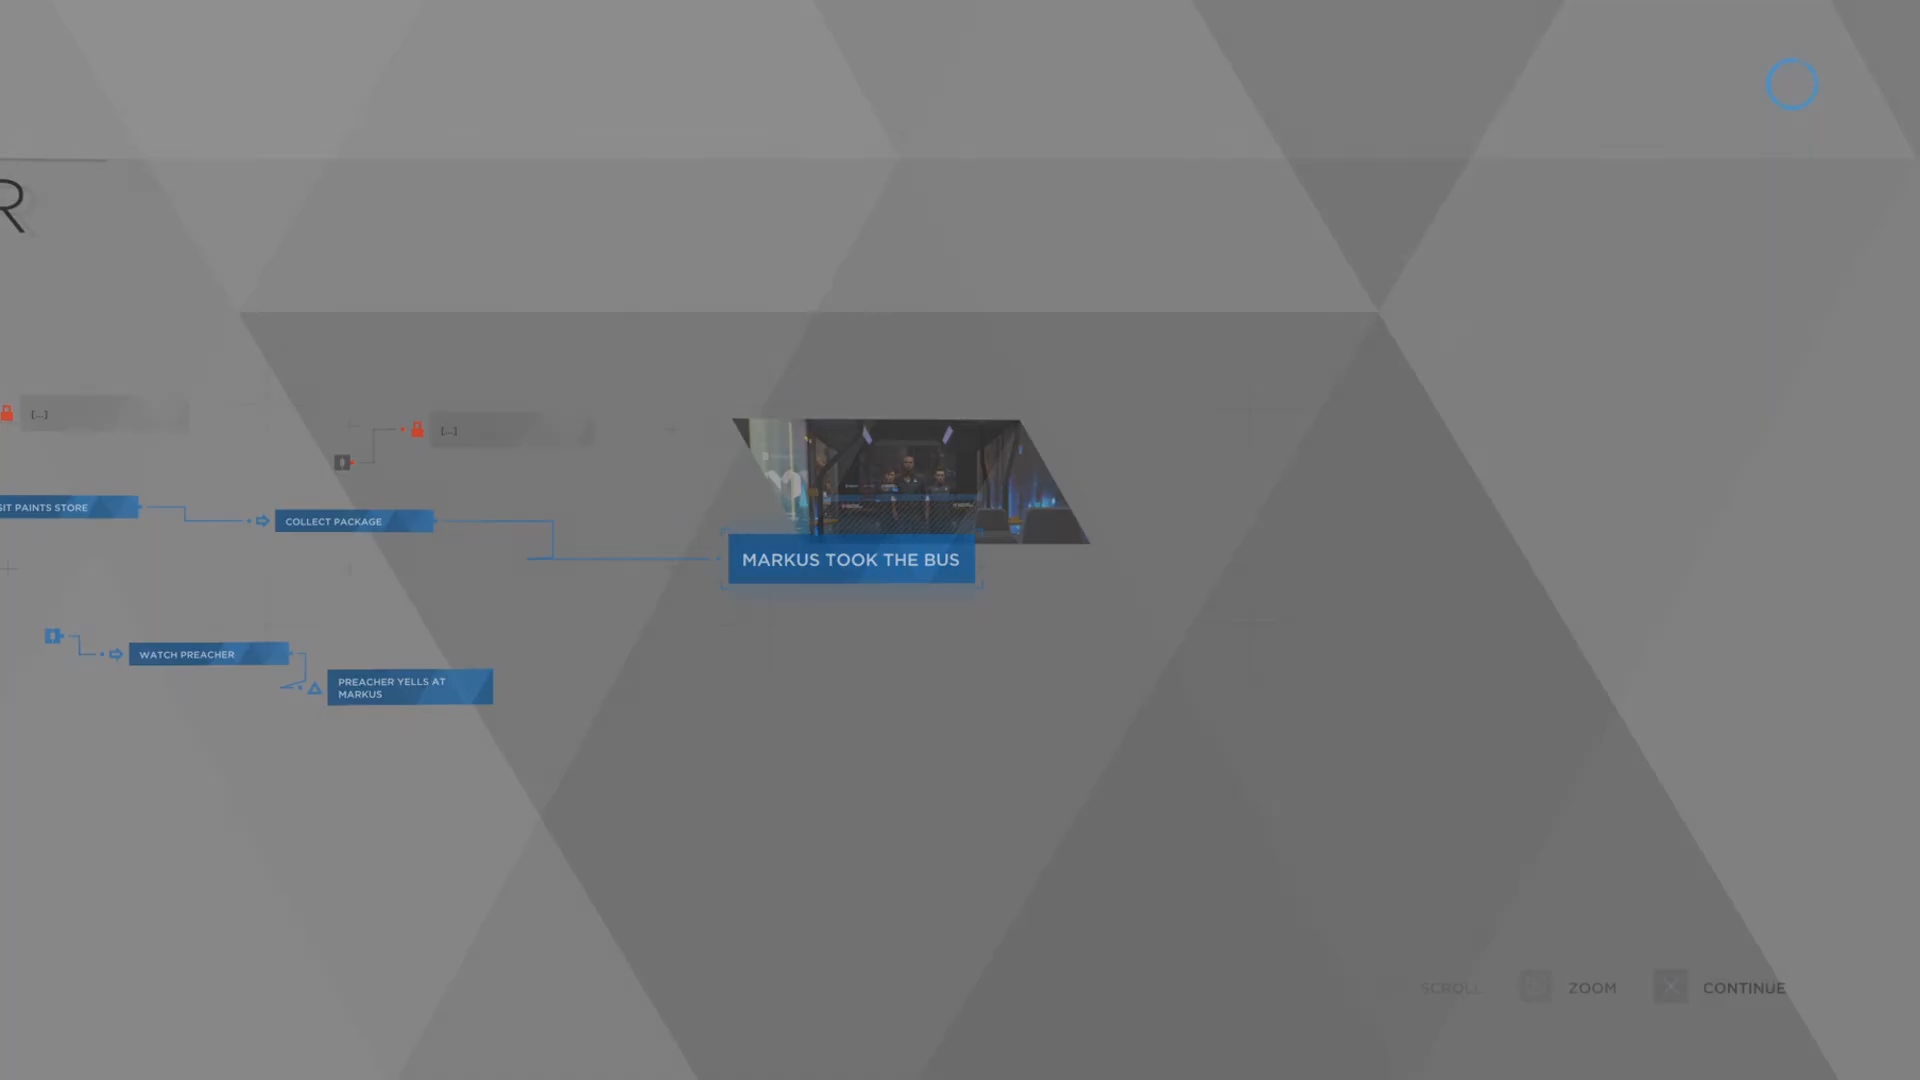 R
[...]
[...]
SIT PAINTS STORE
COLLECT PACKAGE
MARKUS TOOK THE BUS
WATCH PREACHER
PREACHER YELLS AT
MARKUS
SCROLL
ZOOM
CONTINUE